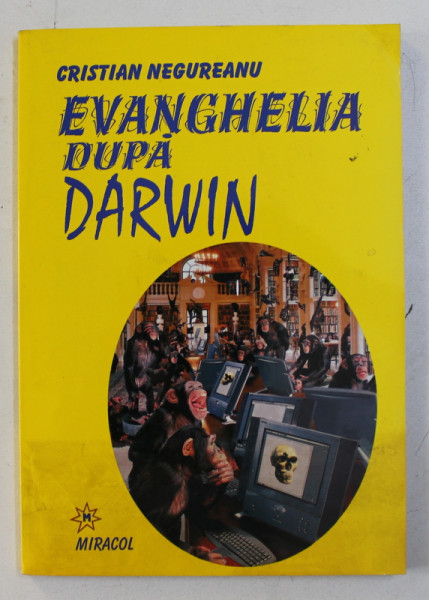 CRISTIAN NEGUREANU
EVANGHELIA
DUPĂ
DARWIN
M
MIRACOL